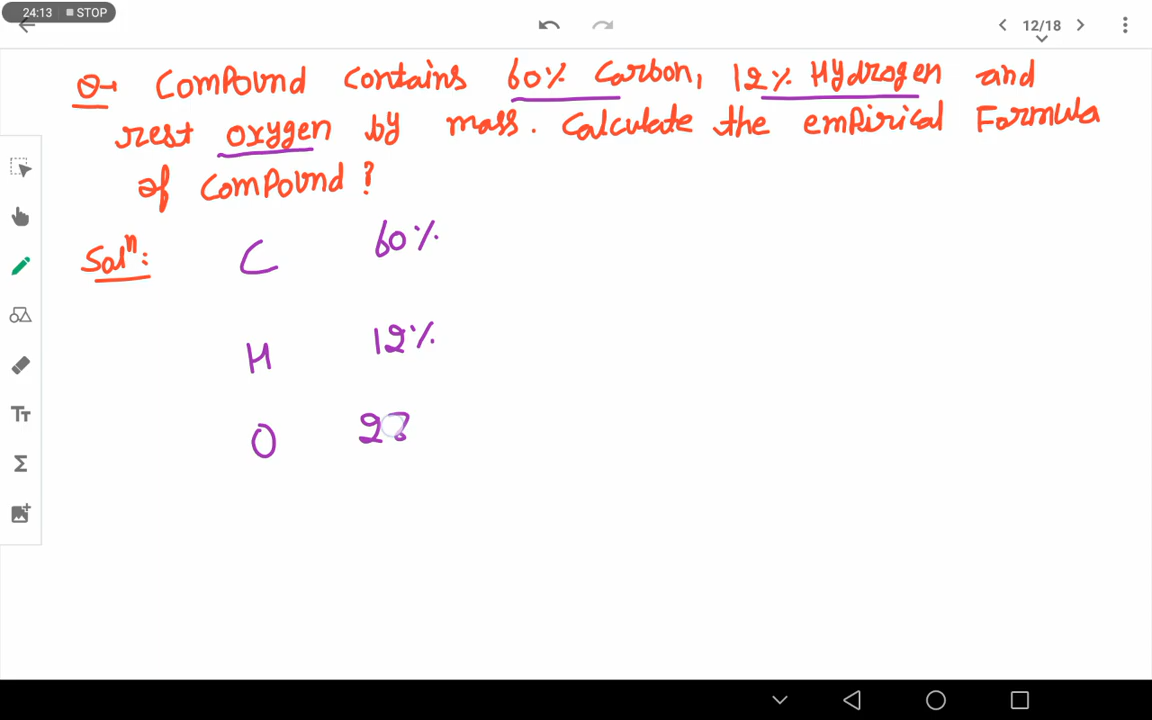 24:13 STOP
12/18
Q→ Compound contains 60% Carbon, 12% Hydrogen and
rest oxygen by mass. Calculate the empirical Formula
of Compound?
Solⁿ: C 60%
H 12%
O 28
Tт
Σ